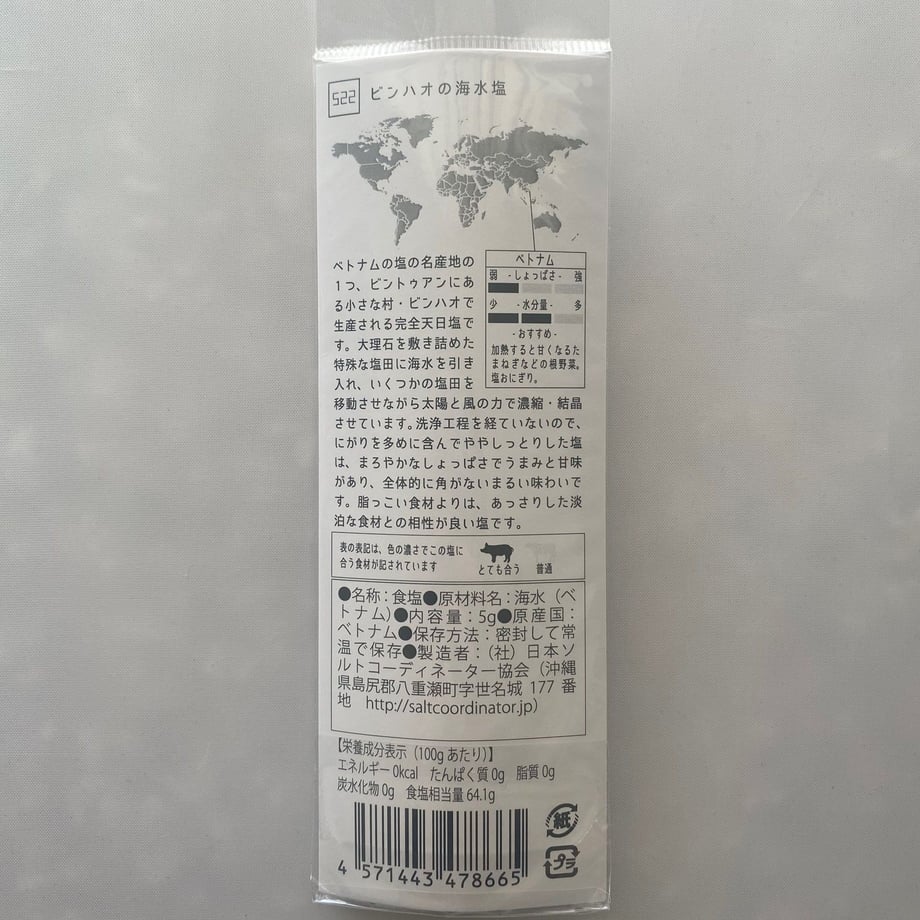 522 ビンハオの海水塩
ベトナムの塩の名産地の
1つ、ビントゥアンにあ
る小さな村・ビンハオで
生産される完全天日塩で
す。大理石を敷き詰めた
特殊な塩田に海水を引き
入れ、いくつかの塩田を
移動させながら太陽と風の力で濃縮・結晶
させています。洗浄工程を経ていないので、
にがりを多めに含んでややしっとりした塩
は、まろやかなしょっぱさでうまみと甘味
があり、全体的に角がないまるい味わいで
す。脂っこい食材よりは、あっさりした淡
泊な食材との相性が良い塩です。
ベトナム
弱 -しょっぱさ- 強
少 -水分量- 多
-おすすめ-
加熱すると甘くなるた
まねぎなどの根野菜。
塩おにぎり。
表の表記は、色の濃さでこの塩に
合う食材が記されています
とても合う 普通
●名称：食塩●原材料名：海水（ベ
トナム）●内容量：5g●原産国：
ベトナム●保存方法：密封して常
温で保存●製造者：（社）日本ソ
ルトコーディネーター協会（沖縄
県島尻郡八重瀬町字世名城 177 番
地 http://saltcoordinator.jp）
【栄養成分表示（100g あたり）】
エネルギー 0kcal たんぱく質 0g 脂質 0g
炭水化物 0g 食塩相当量 64.1g
4 571443 478665
紙
プラ